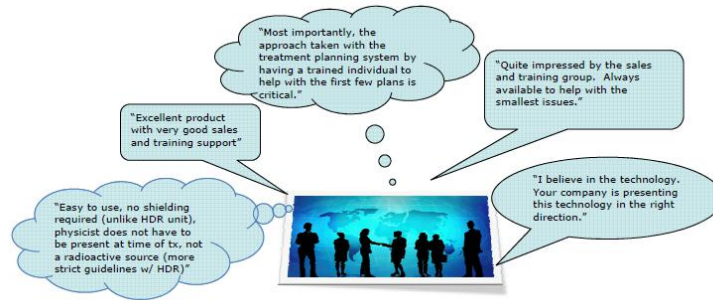 “Most importantly, the
approach taken with the
treatment planning system by
having a trained individual to
help with the first few plans is
critical.”
“Quite impressed by the sales
and training group.  Always
available to help with the
smallest issues.”
“Excellent product
with very good sales
and training support”
“I believe in the technology.
Your company is presenting
this technology in the right
direction.”
“Easy to use, no shielding
required (unlike HDR unit),
physicist does not have to
be present at time of tx, not
a radioactive source (more
strict guidelines w/ HDR)”